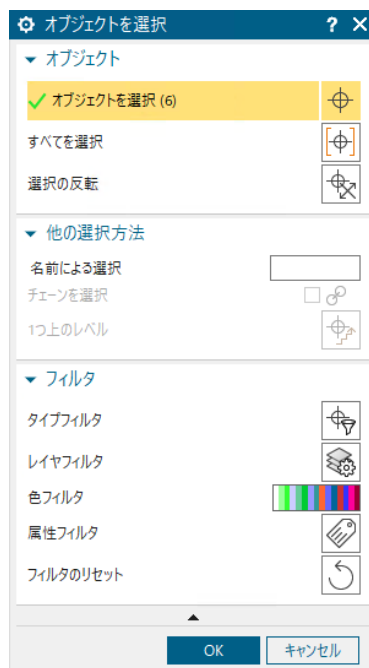 オブジェクトを選択 ? ×
オブジェクト
オブジェクトを選択 (6)
すべてを選択
選択の反転
他の選択方法
名前による選択
チェーンを選択
1つ上のレベル
フィルタ
タイプフィルタ
レイヤフィルタ
色フィルタ
属性フィルタ
フィルタのリセット
OK キャンセル